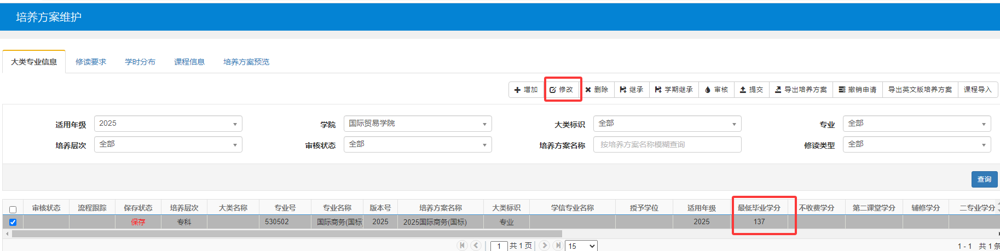 培养方案维护
大类专业信息 修读要求 学时分布 课程信息 培养方案预览
增加 修改 删除 继承 学期继承 审核 提交 导出培养方案 撤销申请 导出英文版培养方案 课程导入
适用年级 2025 学院 国际贸易学院 大类标识 全部 专业 全部
培养层次 全部 审核状态 全部 培养方案名称 按培养方案名称模糊查询 修读类型 全部
查询
审核状态 流程跟踪 保存状态 培养层次 大类名称 专业号 专业名称 版本号 培养方案名称 大类标识 学信专业名称 授予学位 适用年级 最低毕业学分 不收费学分 第二课堂学分 辅修学分 二专业学分
保存 专科 530502 国际商务(国标) 2025 2025国际商务(国标) 专业 2025 137
1 共 1 页 15 1 - 1 共 1 条